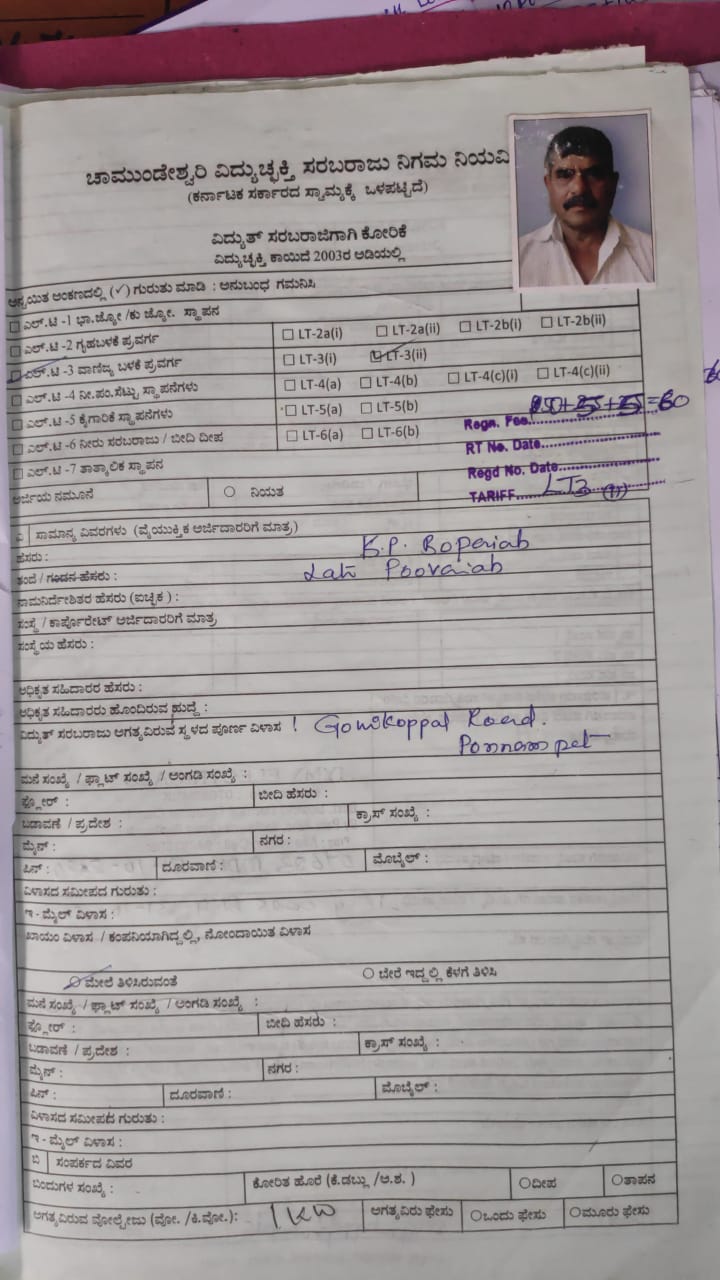 ಚಾಮುಂಡೇಶ್ವರಿ ವಿದ್ಯುಚ್ಛಕ್ತಿ ಸರಬರಾಜು ನಿಗಮ ನಿಯಮಿ
(ಕರ್ನಾಟಕ ಸರ್ಕಾರದ ಸ್ವಾಮ್ಯಕ್ಕೆ ಒಳಪಟ್ಟಿದೆ)
ವಿದ್ಯುತ್ ಸರಬರಾಜಿಗಾಗಿ ಕೋರಿಕೆ
ವಿದ್ಯುಚ್ಛಕ್ತಿ ಕಾಯಿದೆ 2003ರ ಅಡಿಯಲ್ಲಿ
ಅನ್ವಯಿತ ಅಂಕಣದಲ್ಲಿ (✓) ಗುರುತು ಮಾಡಿ : ಅನುಬಂಧ ಗಮನಿಸಿ
ಎಲ್.ಟಿ -1 ಭಾ.ಜ್ಯೋ /ಕು ಜ್ಯೋ. ಸ್ಥಾಪನ
ಎಲ್.ಟಿ -2 ಗೃಹಬಳಕೆ ಪ್ರವರ್ಗ LT-2a(i) LT-2a(ii) LT-2b(i) LT-2b(ii)
ಎಲ್.ಟಿ -3 ವಾಣಿಜ್ಯ ಬಳಕೆ ಪ್ರವರ್ಗ LT-3(i) LT-3(ii)
ಎಲ್.ಟಿ -4 ನೀ.ಪಂ.ಸೆಟ್ಟು ಸ್ಥಾಪನೆಗಳು LT-4(a) LT-4(b) LT-4(c)(i) LT-4(c)(ii)
ಎಲ್.ಟಿ -5 ಕೈಗಾರಿಕೆ ಸ್ಥಾಪನೆಗಳು LT-5(a) LT-5(b)
ಎಲ್.ಟಿ -6 ನೀರು ಸರಬರಾಜು / ಬೀದಿ ದೀಪ LT-6(a) LT-6(b)
ಎಲ್.ಟಿ -7 ತಾತ್ಕಾಲಿಕ ಸ್ಥಾಪನ
Regn. Fee =60
RT No. Date
Regd No. Date
TARIFF LT3 (ii)
ಅರ್ಜಿಯ ನಮೂನೆ ನಿಯತ
ಎ ಸಾಮಾನ್ಯ ವಿವರಗಳು (ವೈಯುಕ್ತಿಕ ಅರ್ಜಿದಾರರಿಗೆ ಮಾತ್ರ)
ಹೆಸರು : K.P.
ತಂದೆ / ಗಂಡನ ಹೆಸರು : Late
ನಾಮನಿರ್ದೇಶಿತರ ಹೆಸರು (ಐಚ್ಛಿಕ ) :
ಸಂಸ್ಥೆ / ಕಾರ್ಪೊರೇಟ್ ಅರ್ಜಿದಾರರಿಗೆ ಮಾತ್ರ
ಸಂಸ್ಥೆಯ ಹೆಸರು :
ಅಧಿಕೃತ ಸಹಿದಾರರ ಹೆಸರು :
ಅಧಿಕೃತ ಸಹಿದಾರರು ಹೊಂದಿರುವ ಹುದ್ದೆ :
ವಿದ್ಯುತ್ ಸರಬರಾಜು ಅಗತ್ಯವಿರುವ ಸ್ಥಳದ ಪೂರ್ಣ ವಿಳಾಸ : Gonikoppal Road.
Ponnampet
ಮನೆ ಸಂಖ್ಯೆ / ಫ್ಲಾಟ್ ಸಂಖ್ಯೆ / ಅಂಗಡಿ ಸಂಖ್ಯೆ :
ಫ್ಲೋರ್ : ಬೀದಿ ಹೆಸರು :
ಬಡಾವಣೆ / ಪ್ರದೇಶ : ಕ್ರಾಸ್ ಸಂಖ್ಯೆ :
ಮೈನ್ : ನಗರ :
ಪಿನ್ : ದೂರವಾಣಿ : ಮೊಬೈಲ್ :
ವಿಳಾಸದ ಸಮೀಪದ ಗುರುತು :
ಇ - ಮೈಲ್ ವಿಳಾಸ :
ಖಾಯಂ ವಿಳಾಸ / ಕಂಪನಿಯಾಗಿದ್ದಲ್ಲಿ, ನೋಂದಾಯಿತ ವಿಳಾಸ
ಮೇಲೆ ತಿಳಿಸಿರುವಂತೆ ಬೇರೆ ಇದ್ದಲ್ಲಿ ಕೆಳಗೆ ತಿಳಿಸಿ
ಮನೆ ಸಂಖ್ಯೆ / ಫ್ಲಾಟ್ ಸಂಖ್ಯೆ / ಅಂಗಡಿ ಸಂಖ್ಯೆ :
ಫ್ಲೋರ್ : ಬೀದಿ ಹೆಸರು :
ಬಡಾವಣೆ / ಪ್ರದೇಶ : ಕ್ರಾಸ್ ಸಂಖ್ಯೆ :
ಮೈನ್ : ನಗರ :
ಪಿನ್ : ದೂರವಾಣಿ : ಮೊಬೈಲ್ :
ವಿಳಾಸದ ಸಮೀಪದ ಗುರುತು :
ಇ - ಮೈಲ್ ವಿಳಾಸ :
ಬಿ ಸಂಪರ್ಕದ ವಿವರ
ಬಂದುಗಳ ಸಂಖ್ಯೆ : ಕೋರಿತ ಹೊರೆ (ಕೆ.ಡಬ್ಲು /ಅ.ಶ. ) ದೀಪ ತಾಪನ
ಅಗತ್ಯವಿರುವ ವೋಲ್ಟೇಜು (ವೋ. /ಕಿ.ವೋ.): 1KW ಅಗತ್ಯವಿರು ಫೇಸು ಒಂದು ಫೇಸು ಮೂರು ಫೇಸು